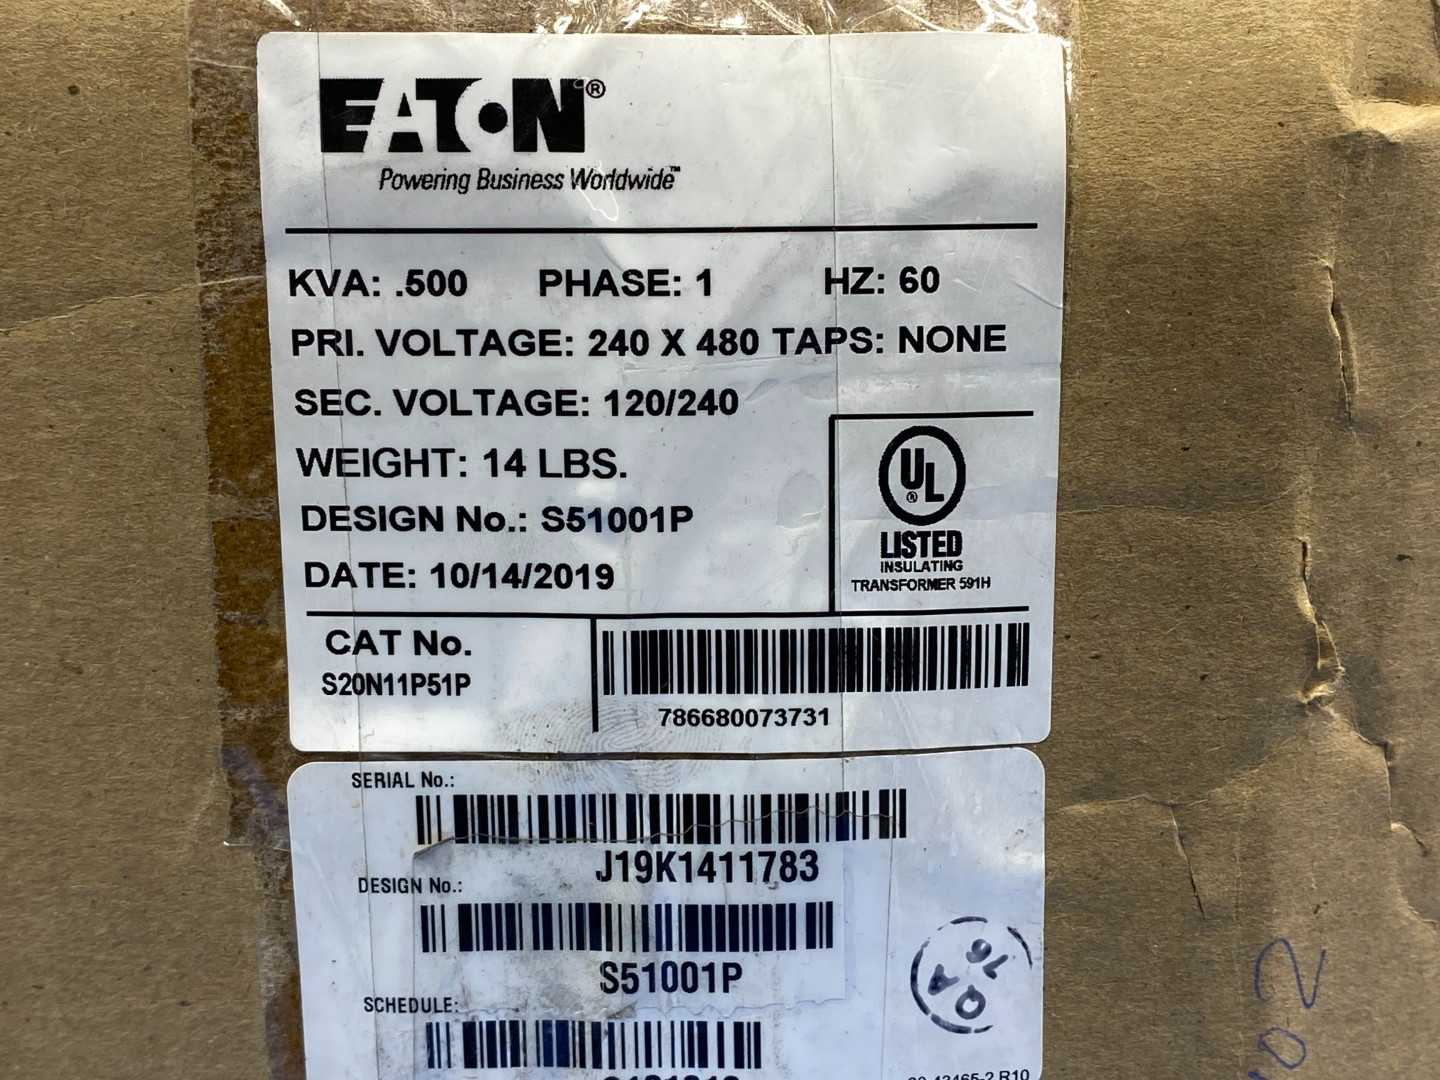 EATON®
Powering Business Worldwide™
KVA: .500 PHASE: 1 HZ: 60
PRI. VOLTAGE: 240 X 480 TAPS: NONE
SEC. VOLTAGE: 120/240
WEIGHT: 14 LBS.
DESIGN No.: S51001P
DATE: 10/14/2019
UL ®
LISTED
INSULATING
TRANSFORMER 591H
CAT No.
S20N11P51P
786680073731
SERIAL No.:
J19K1411783
DESIGN No.:
S51001P
QA
SCHEDULE: